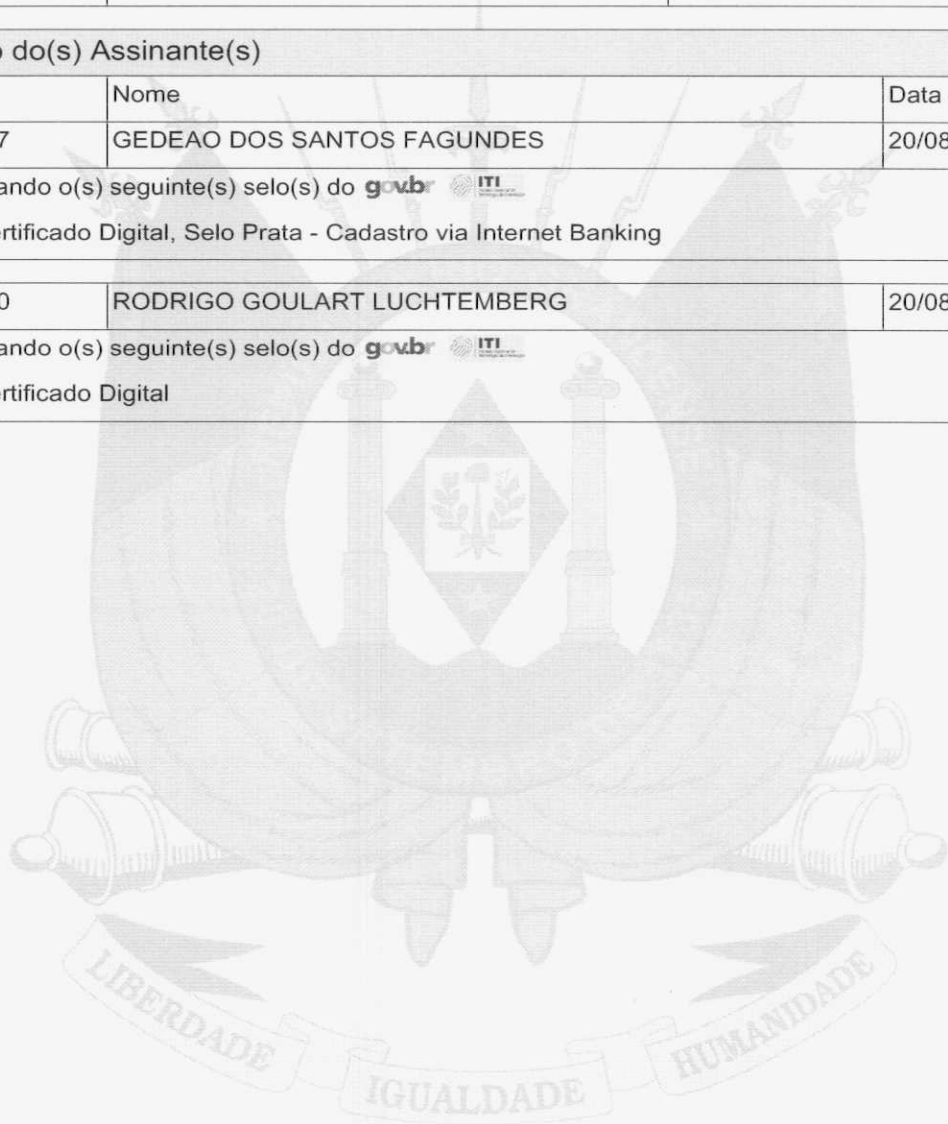 o do(s) Assinante(s)
Nome Data
7 GEDEAO DOS SANTOS FAGUNDES 20/08
ando o(s) seguinte(s) selo(s) do gov.br ITI
ertificado Digital, Selo Prata - Cadastro via Internet Banking
0 RODRIGO GOULART LUCHTEMBERG 20/08
ando o(s) seguinte(s) selo(s) do gov.br ITI
ertificado Digital
LIBERDADE IGUALDADE HUMANIDADE